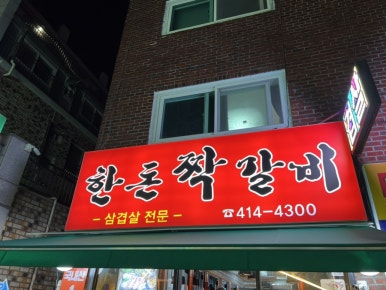 한돈짝갈비
- 삼겹살 전문 -
☎414-4300